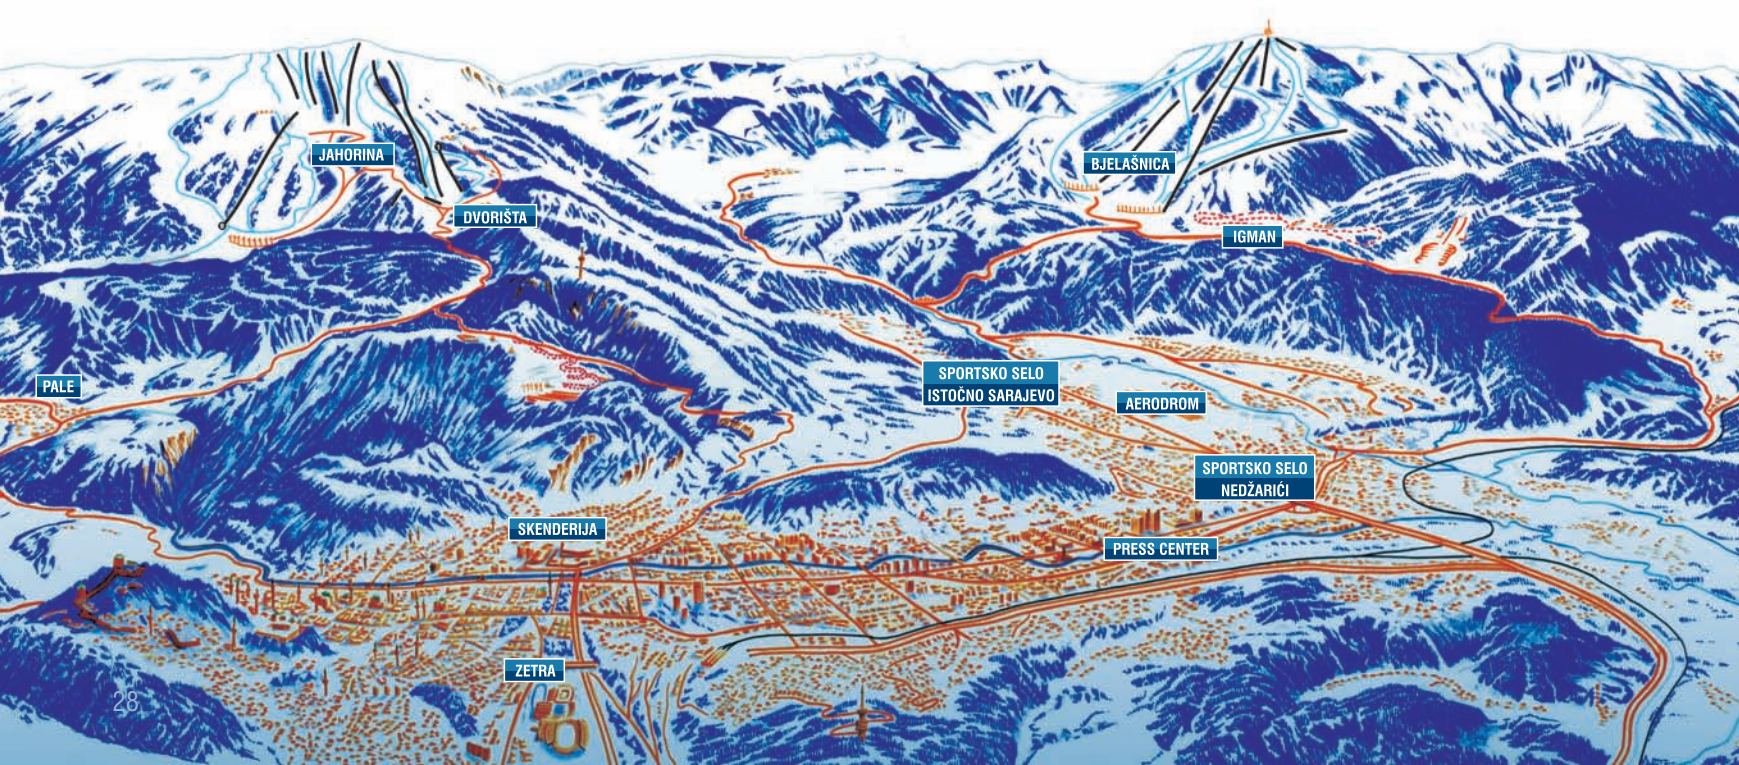 JAHORINA
BJELAŠNICA
DVORIŠTA
IGMAN
PALE
SPORTSKO SELO
ISTOČNO SARAJEVO
AERODROM
SPORTSKO SELO
NEDŽARIĆI
SKENDERIJA
PRESS CENTER
ZETRA
28